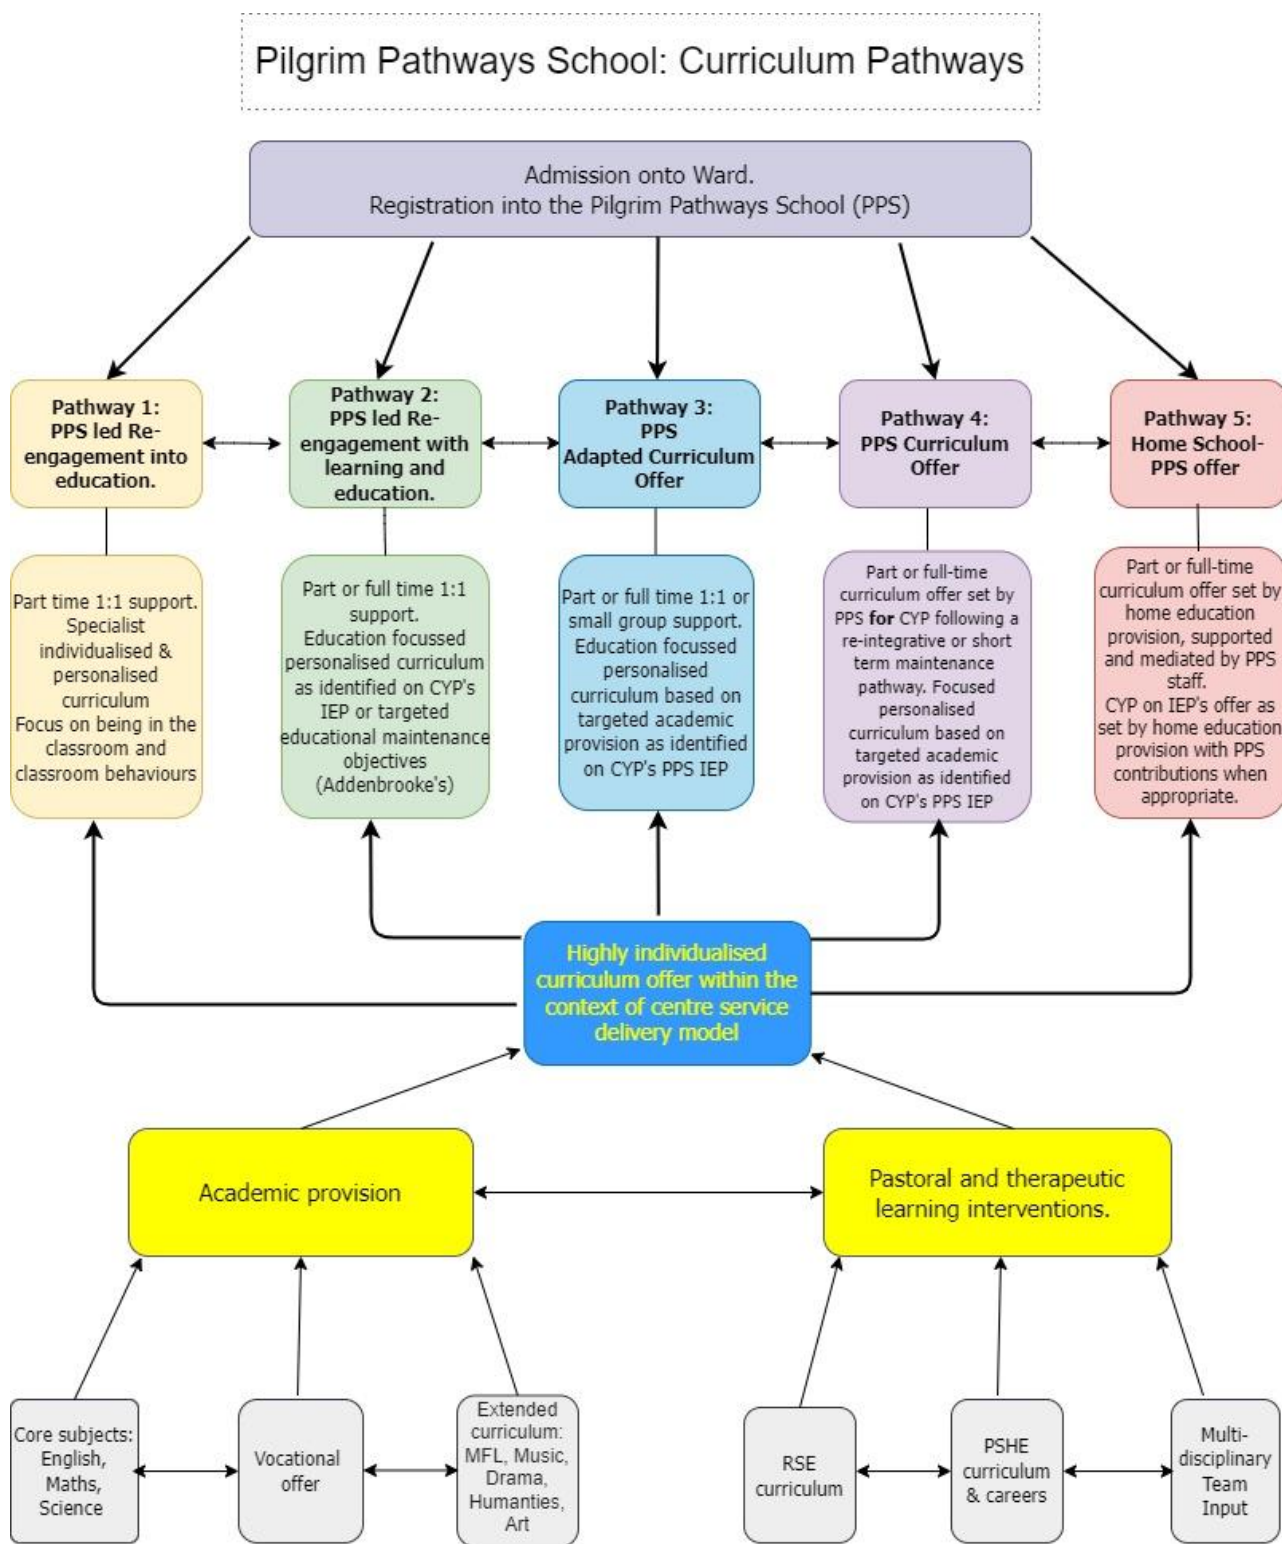 Pilgrim Pathways School: Curriculum Pathways
Admission onto Ward.
Registration into the Pilgrim Pathways School (PPS)
Pathway 1:
PPS led Re-
engagement into
education.
Pathway 2:
PPS led Re-
engagement with
learning and
education.
Pathway 3:
PPS
Adapted Curriculum
Offer
Pathway 4:
PPS Curriculum
Offer
Pathway 5:
Home School-
PPS offer
Part time 1:1 support.
Specialist
individualised &
personalised
curriculum
Focus on being in the
classroom and
classroom behaviours
Part or full time 1:1
support.
Education focussed
personalised curriculum
as identified on CYP's
IEP or targeted
educational maintenance
objectives
(Addenbrooke's)
Part or full time 1:1 or
small group support.
Education focussed
personalised
curriculum based on
targeted academic
provision as identified
on CYP's PPS IEP
Part or full-time
curriculum offer set by
PPS for CYP following a
re-integrative or short
term maintenance
pathway. Focused
personalised
curriculum based on
targeted academic
provision as identified
on CYP's PPS IEP
Part or full-time
curriculum offer set by
home education
provision, supported
and mediated by PPS
staff.
CYP on IEP's offer as
set by home education
provision with PPS
contributions when
appropriate.
Highly individualised
curriculum offer within the
context of centre service
delivery model
Academic provision
Pastoral and therapeutic
learning interventions.
Core subjects:
English,
Maths,
Science
Vocational
offer
Extended
curriculum:
MFL, Music,
Drama,
Humanties,
Art
RSE
curriculum
PSHE
curriculum
& careers
Multi-
disciplinary
Team
Input